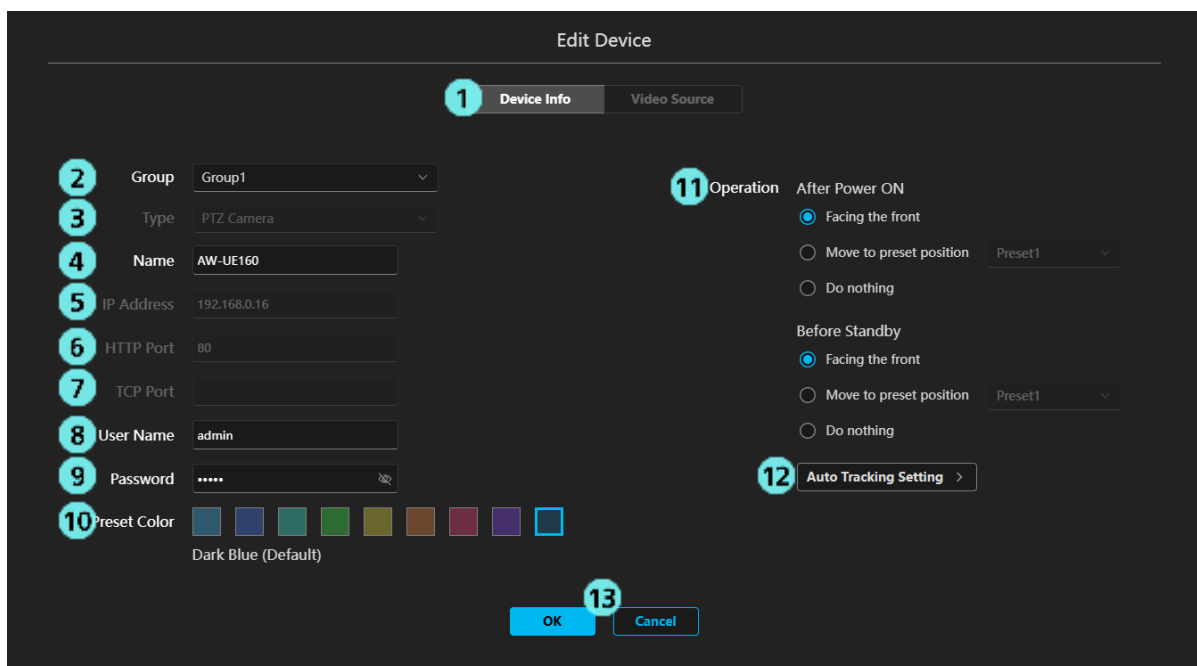 Edit Device
1 Device Info Video Source
2 Group Group1
3 Type PTZ Camera
4 Name AW-UE160
5 IP Address 192.168.0.16
6 HTTP Port 80
7 TCP Port
8 User Name admin
9 Password •••••
10 Preset Color
Dark Blue (Default)
11 Operation After Power ON
Facing the front
Move to preset position Preset1
Do nothing
Before Standby
Facing the front
Move to preset position Preset1
Do nothing
12 Auto Tracking Setting >
13
OK Cancel